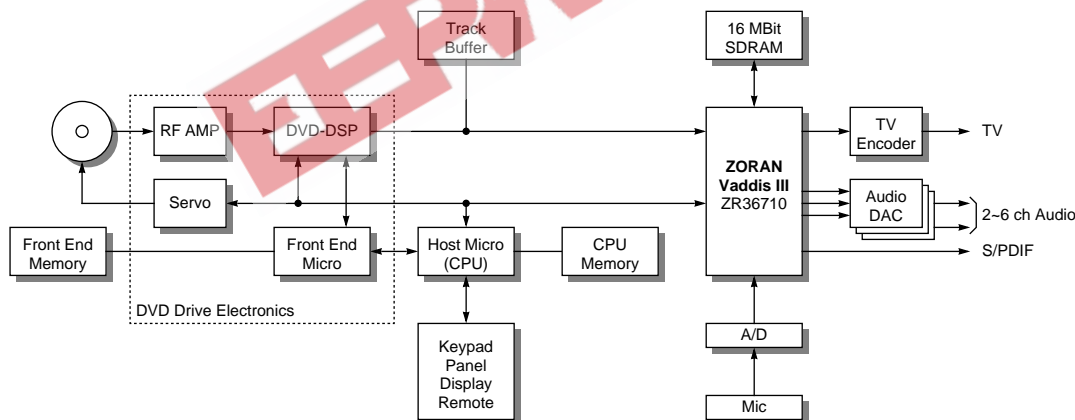 Track
Buffer
16 MBit
SDRAM
RF AMP
DVD-DSP
ZORAN
Vaddis III
ZR36710
TV
Encoder
TV
Servo
Audio
DAC
2~6 ch Audio
Front End
Memory
Front End
Micro
Host Micro
(CPU)
CPU
Memory
S/PDIF
DVD Drive Electronics
Keypad
Panel
Display
Remote
A/D
Mic